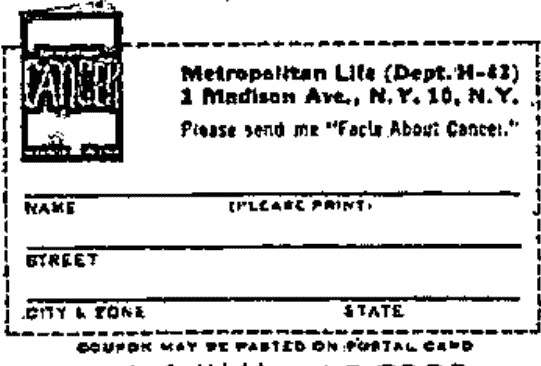 CANCER
Metropolitan Life (Dept. H-42)
1 Madison Ave., N.Y. 10, N.Y.
Please send me "Facts About Cancer."
NAME (PLEASE PRINT)
STREET
CITY & ZONE STATE
COUPON MAY BE PASTED ON POSTAL CARD